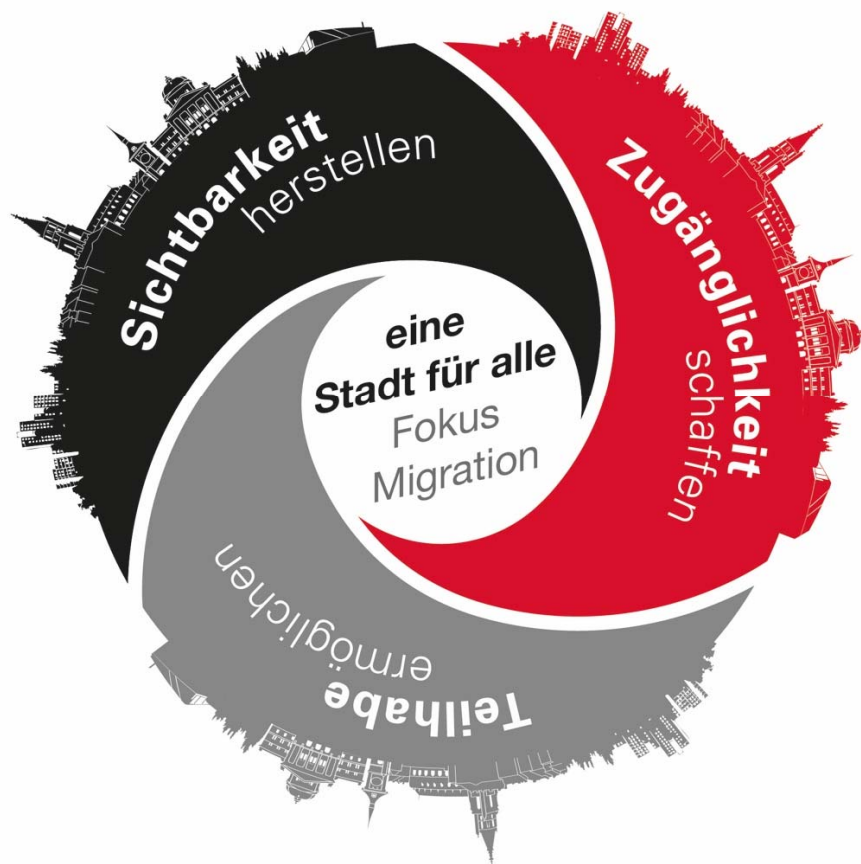 Sichtbarkeit
herstellen
Zugänglichkeit
schaffen
Teilhabe
ermöglichen
eine
Stadt für alle
Fokus
Migration